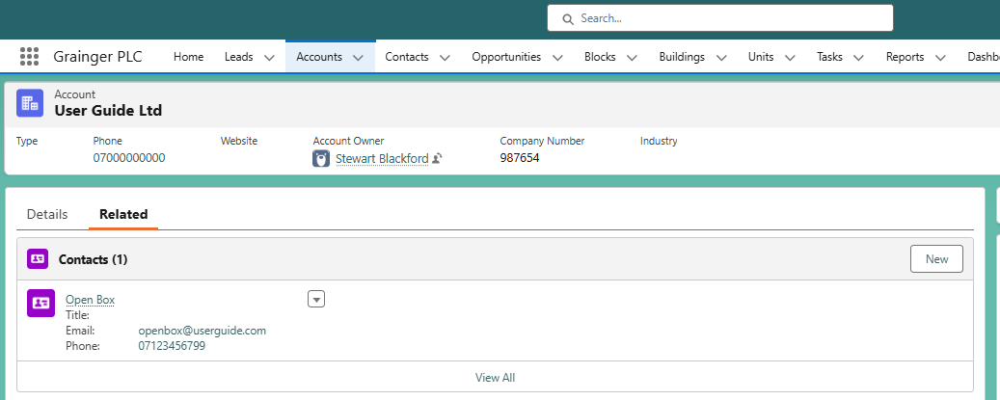 Search...
Grainger PLC Home Leads Accounts Contacts Opportunities Blocks Buildings Units Tasks Reports Dashb
Account
User Guide Ltd
Type Phone Website Account Owner Company Number Industry
07000000000 Stewart Blackford 987654
Details Related
Contacts (1) New
Open Box
Title:
Email: openbox@userguide.com
Phone: 07123456799
View All